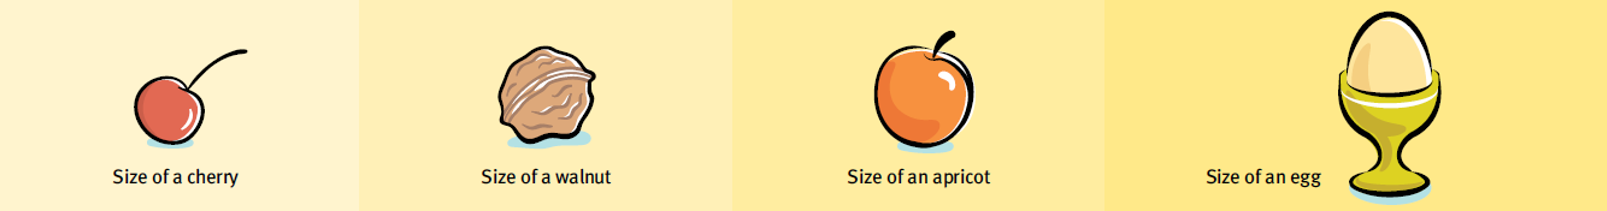 Size of a cherry
Size of a walnut
Size of an apricot
Size of an egg